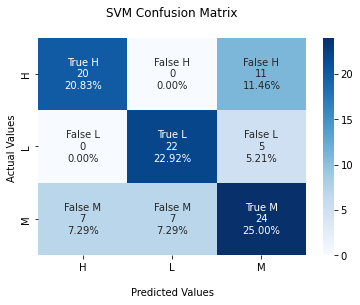 SVM Confusion Matrix
True H
20
20.83%
False H
0
0.00%
False H
11
11.46%
False L
0
0.00%
True L
22
22.92%
False L
5
5.21%
False M
7
7.29%
False M
7
7.29%
True M
24
25.00%
H
L
M
Actual Values
H
L
M
Predicted Values
20
15
10
5
0